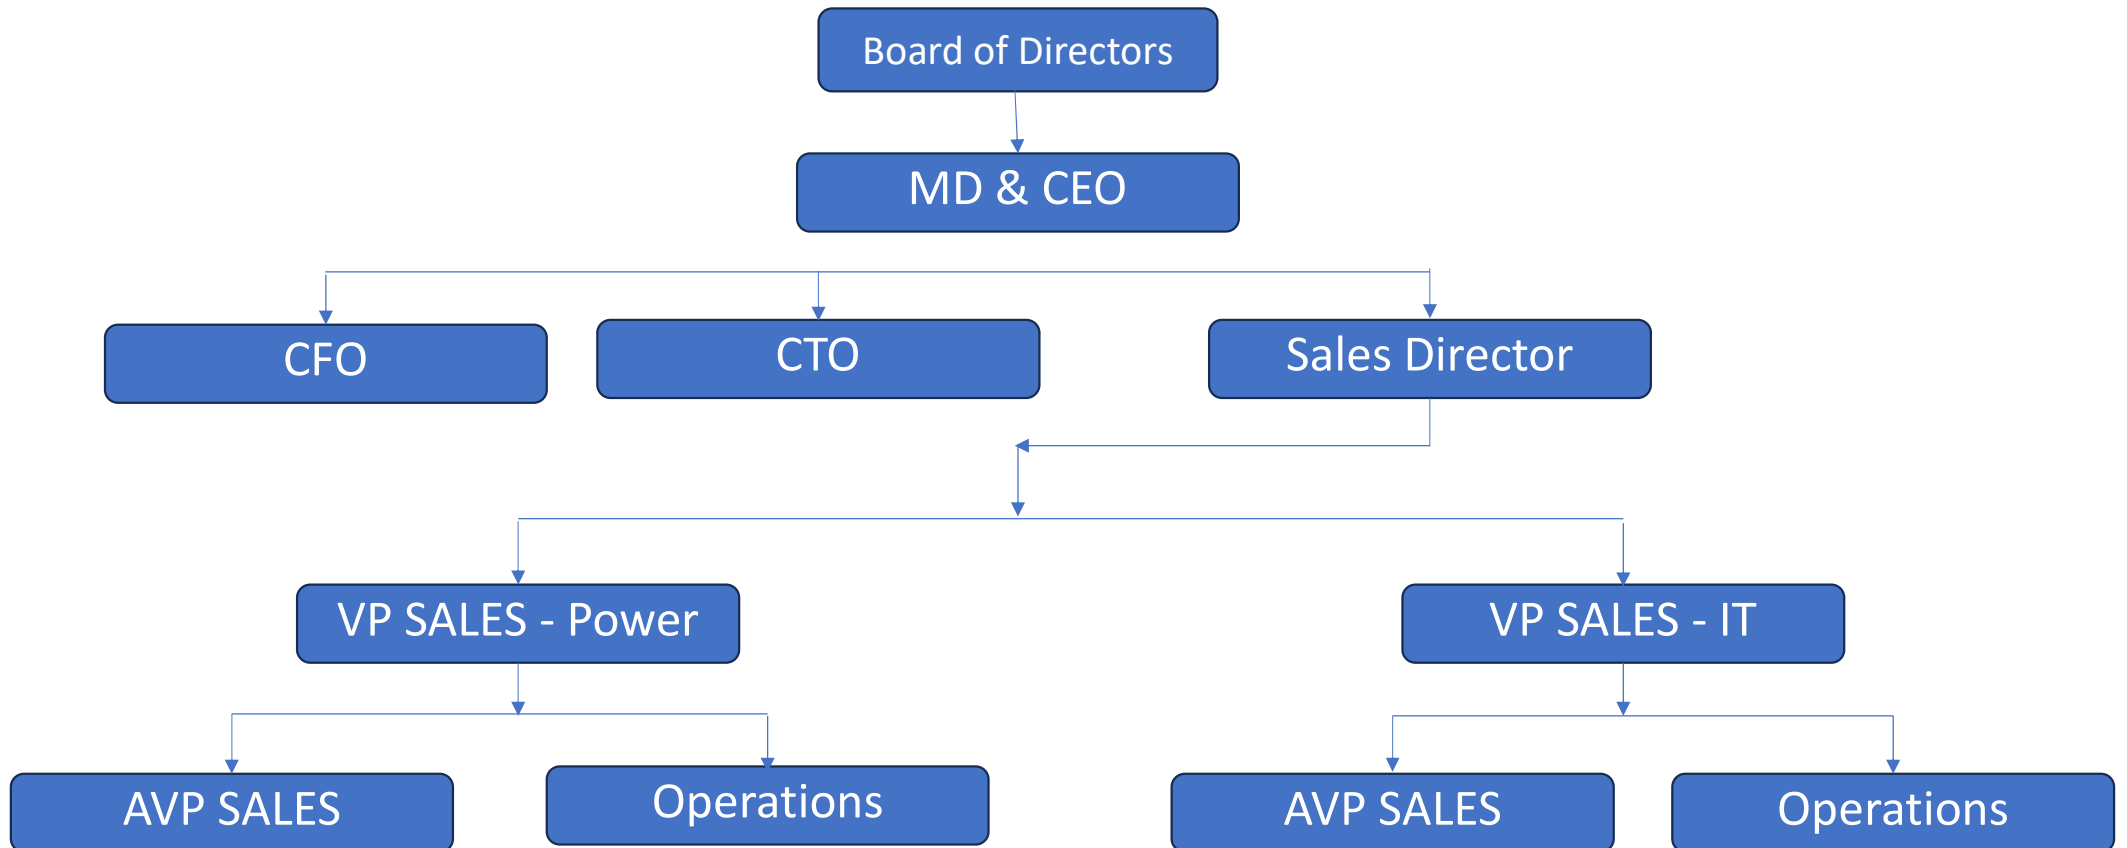 Board of Directors
MD & CEO
CFO
CTO
Sales Director
VP SALES - Power
VP SALES - IT
AVP SALES
Operations
AVP SALES
Operations